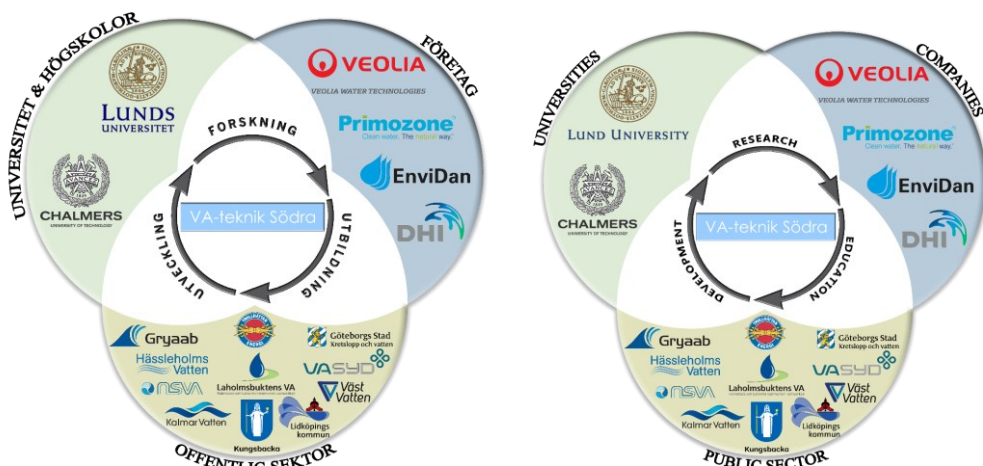 UNIVERSITET & HÖGSKOLOR
FÖRETAG
LUNDS
UNIVERSITET
CHALMERS
UNIVERSITY OF TECHNOLOGY
VEOLIA
VEOLIA WATER TECHNOLOGIES
Primozone
Clean water. The natural way.
EnviDan
DHI
FORSKNING
UTBILDNING
UTVECKLING
VA-teknik Södra
Gryaab
Göteborgs Stad
Kretslopp och vatten
Hässleholms
Vatten
VA SYD
NSVA
Laholmsbuktens VA
Väst
Vatten
Kalmar Vatten
Kungsbacka
Lidköpings
kommun
OFFENTLIG SEKTOR
UNIVERSITIES
COMPANIES
LUND UNIVERSITY
CHALMERS
UNIVERSITY OF TECHNOLOGY
VEOLIA
VEOLIA WATER TECHNOLOGIES
Primozone
Clean water. The natural way.
EnviDan
DHI
RESEARCH
EDUCATION
DEVELOPMENT
VA-teknik Södra
Gryaab
Göteborgs Stad
Kretslopp och vatten
Hässleholms
Vatten
VA SYD
NSVA
Laholmsbuktens VA
Väst
Vatten
Kalmar Vatten
Kungsbacka
Lidköpings
kommun
PUBLIC SECTOR